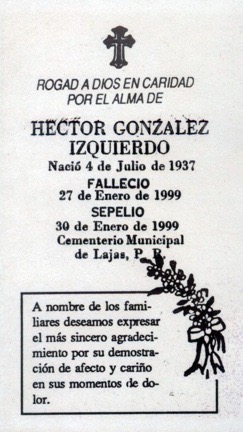 ROGAD A DIOS EN CARIDAD
POR EL ALMA DE
HECTOR GONZALEZ
IZQUIERDO
Nació 4 de Julio de 1937
FALLECIO
27 de Enero de 1999
SEPELIO
30 de Enero de 1999
Cementerio Municipal
de Lajas, P. R.
A nombre de los fami-
liares deseamos expresar
el más sincero agradeci-
miento por su demostra-
ción de afecto y cariño
en sus momentos de do-
lor.